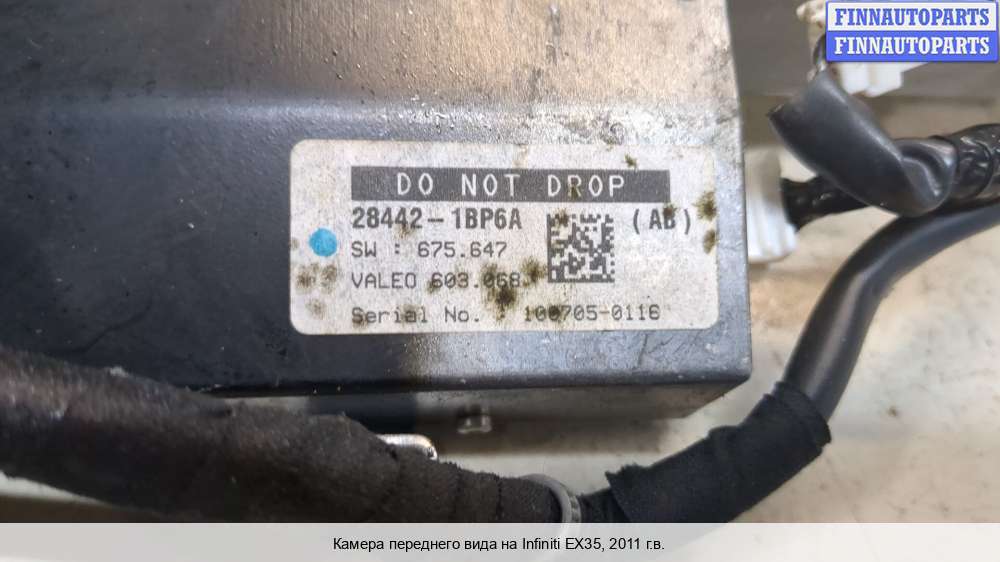 FINNAUTOPARTS
FINNAUTOPARTS
DO NOT DROP
28442-1BP6A (AB)
SW : 675.647
VALEO 603.068
Serial No. : 100705-0116
Камера переднего вида на Infiniti EX35, 2011 г.в.